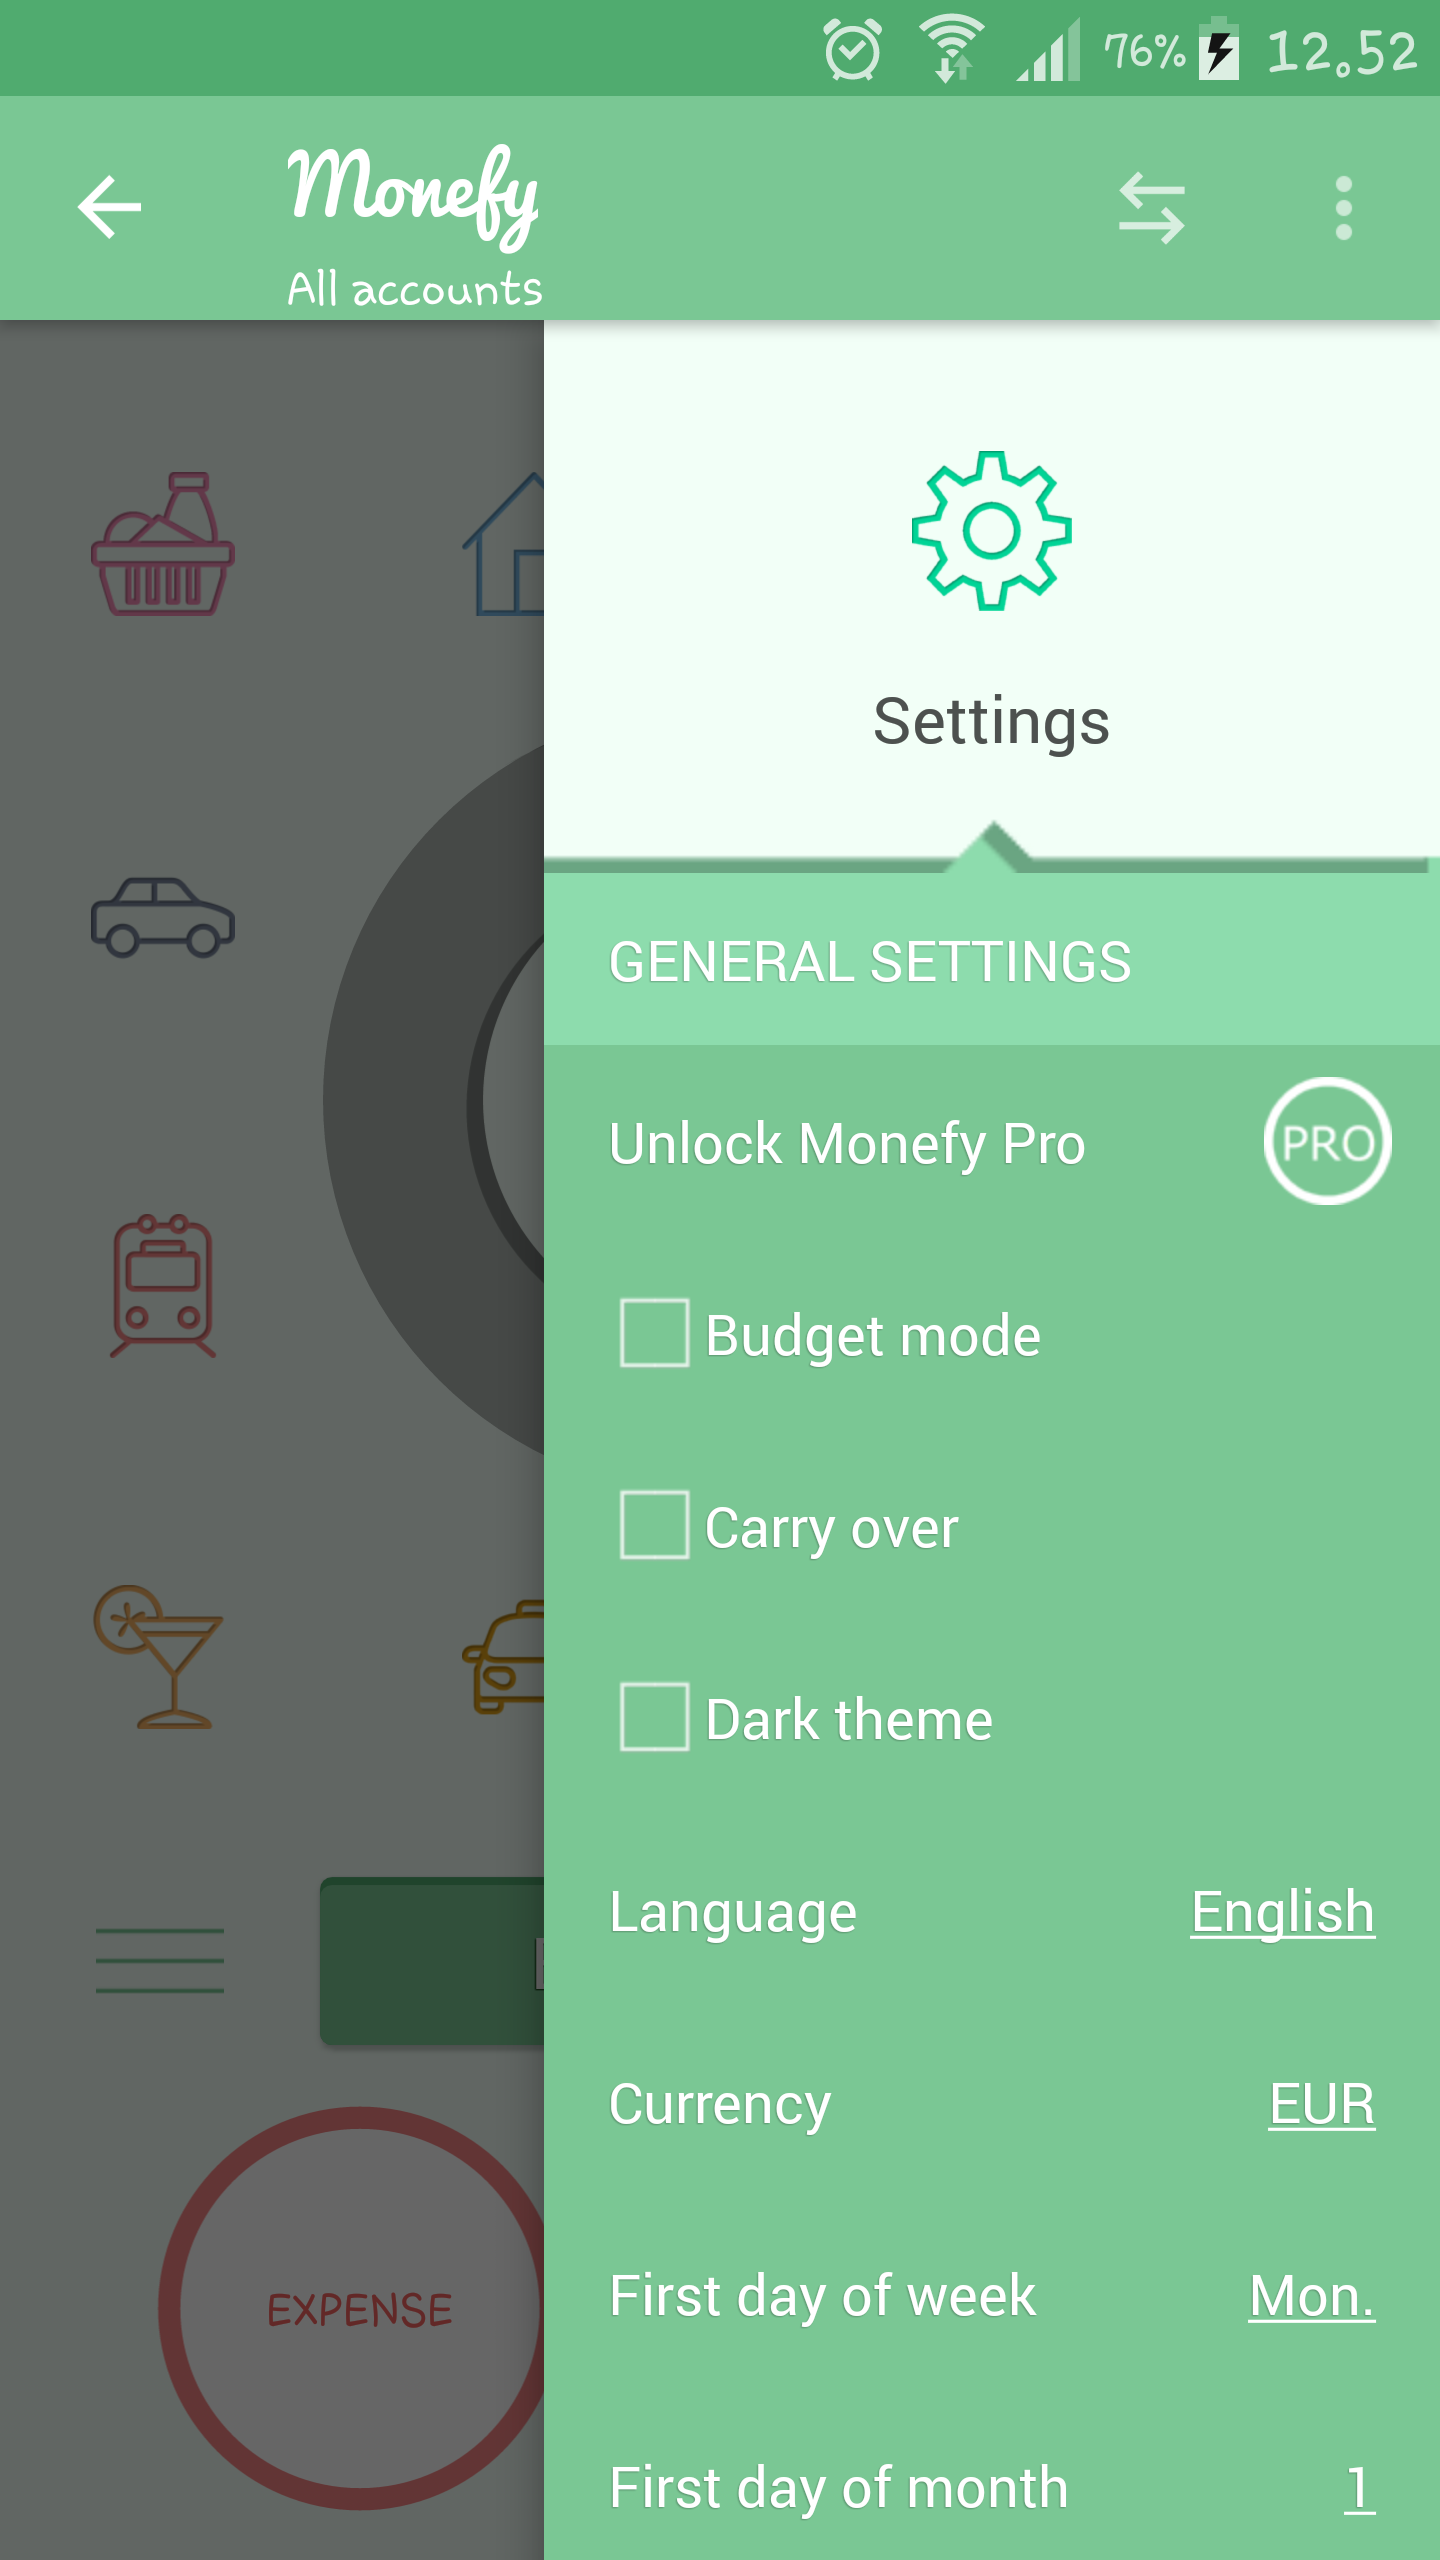 76% 12.52
Monefy
All accounts
Settings
GENERAL SETTINGS
Unlock Monefy Pro PRO
Budget mode
Carry over
Dark theme
Language English
Currency EUR
First day of week Mon.
EXPENSE
First day of month 1